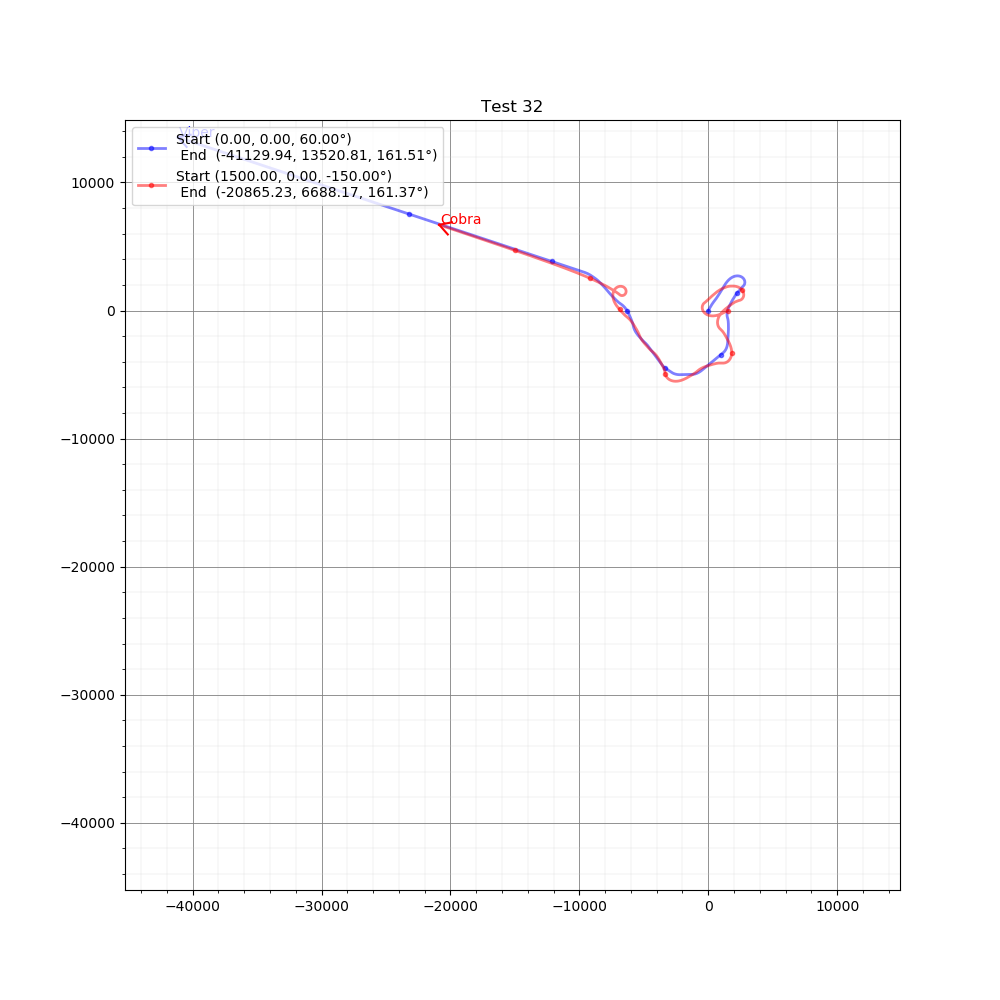 Test 32
Viper
Start (0.00, 0.00, 60.00°)
End (-41129.94, 13520.81, 161.51°)
Start (1500.00, 0.00, -150.00°)
End (-20865.23, 6688.17, 161.37°)
Cobra
10000
0
−10000
−20000
−30000
−40000
−40000 −30000 −20000 −10000 0 10000